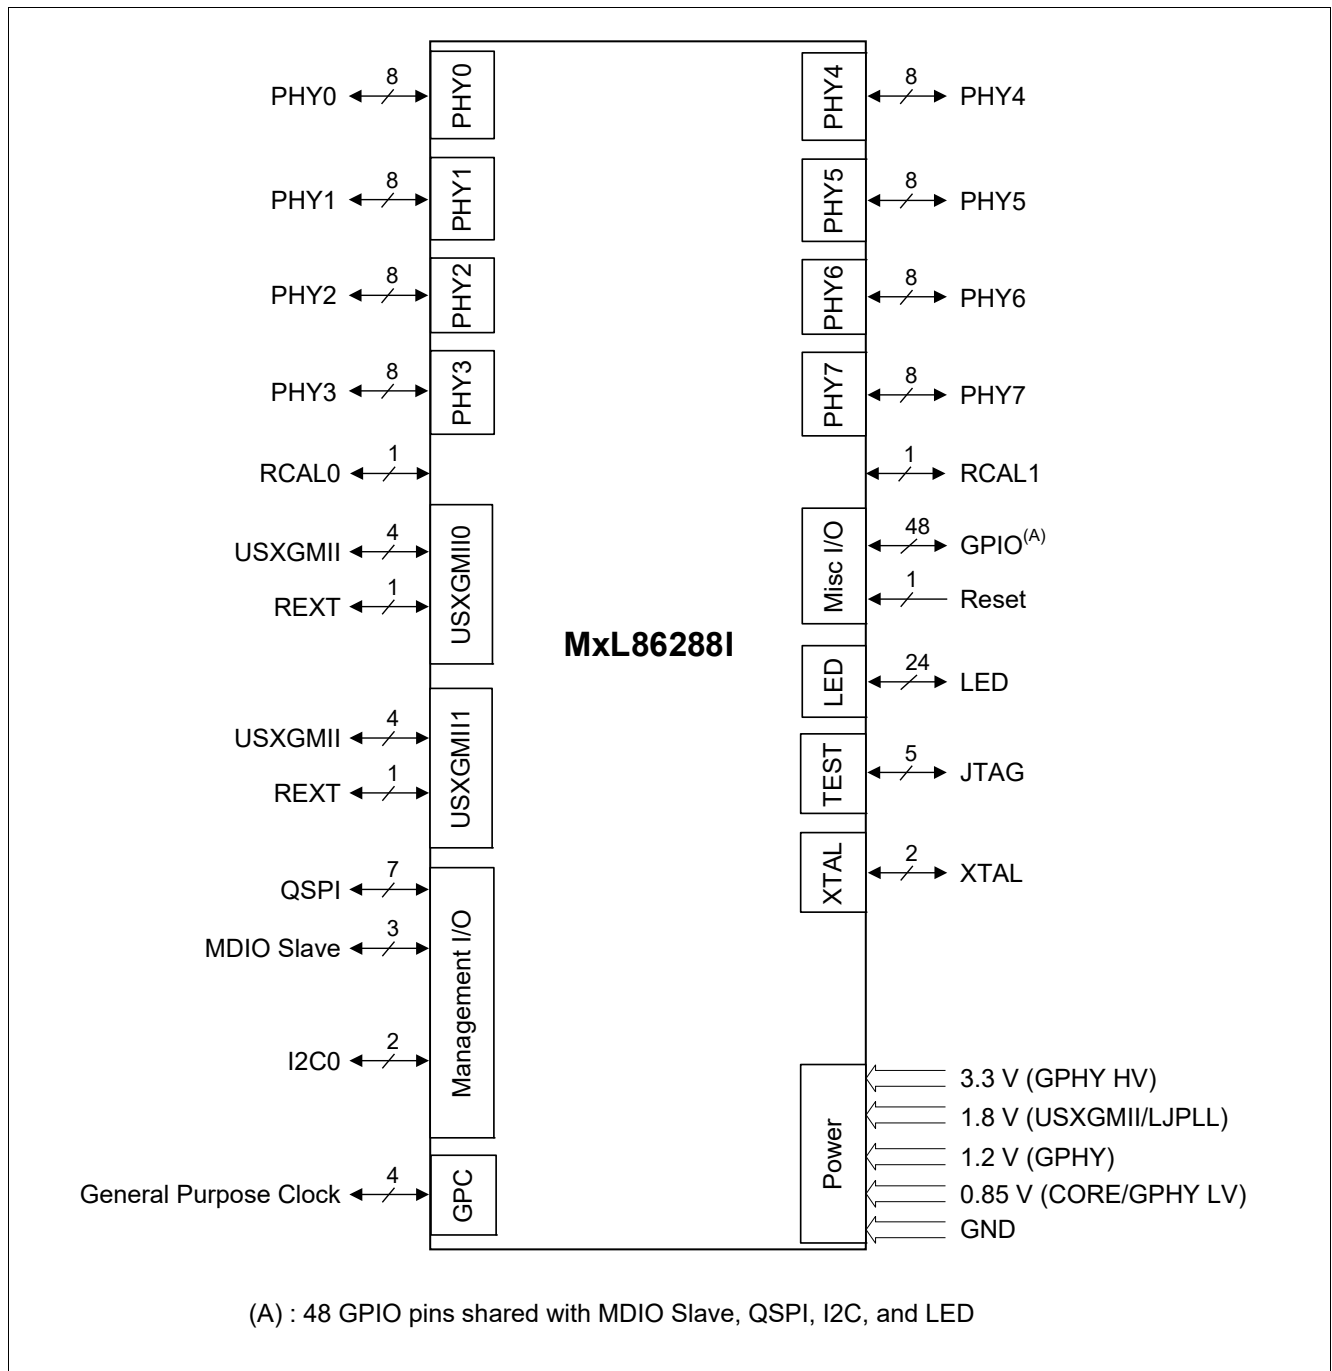 PHY0 8 PHY0 PHY4 8 PHY4
PHY1 8 PHY1 PHY5 8 PHY5
PHY2 8 PHY2 PHY6 8 PHY6
PHY3 8 PHY3 PHY7 8 PHY7
RCAL0 1 1 RCAL1
USXGMII 4 USXGMII0 Misc I/O 48 GPIO(A)
REXT 1 1 Reset
MxL86288I
LED 24 LED
USXGMII 4 USXGMII1 TEST 5 JTAG
REXT 1
QSPI 7 Management I/O XTAL 2 XTAL
MDIO Slave 3
I2C0 2 Power 3.3 V (GPHY HV)
1.8 V (USXGMII/LJPLL)
1.2 V (GPHY)
General Purpose Clock 4 GPC 0.85 V (CORE/GPHY LV)
GND
(A) : 48 GPIO pins shared with MDIO Slave, QSPI, I2C, and LED